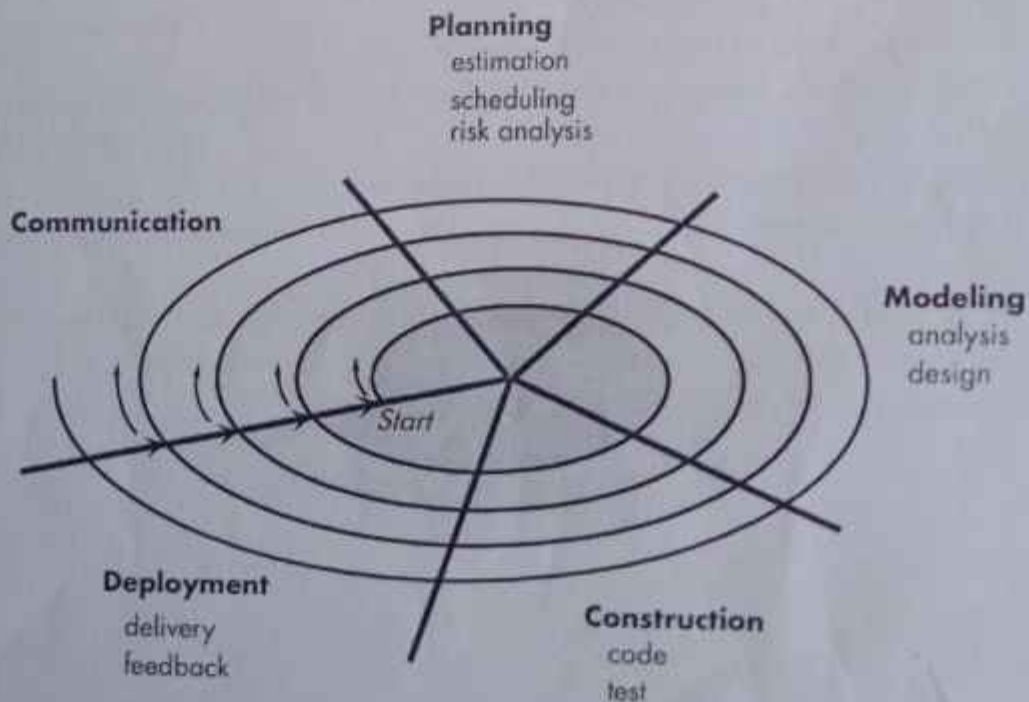 Planning
estimation
scheduling
risk analysis
Communication
Modeling
analysis
design
Start
Deployment
delivery
feedback
Construction
code
test